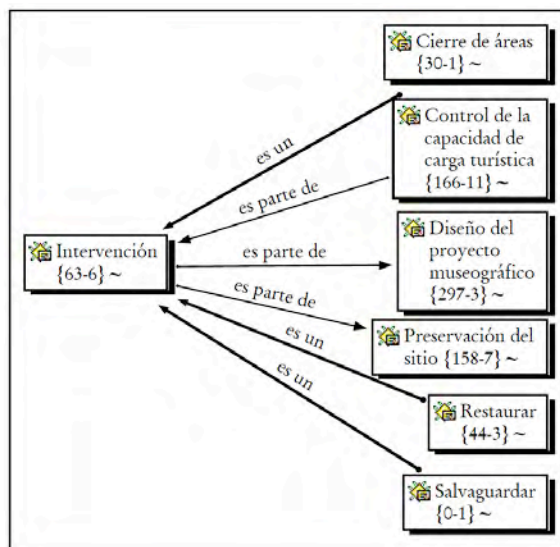 Cierre de áreas
{30-1} ~
es un
Control de la
capacidad de
carga turística
{166-11} ~
es parte de
Intervención
{63-6} ~
es parte de
Diseño del
proyecto
museográfico
{297-3} ~
es parte de
Preservación del
sitio {158-7} ~
es un
Restaurar
{44-3} ~
es un
Salvaguardar
{0-1} ~